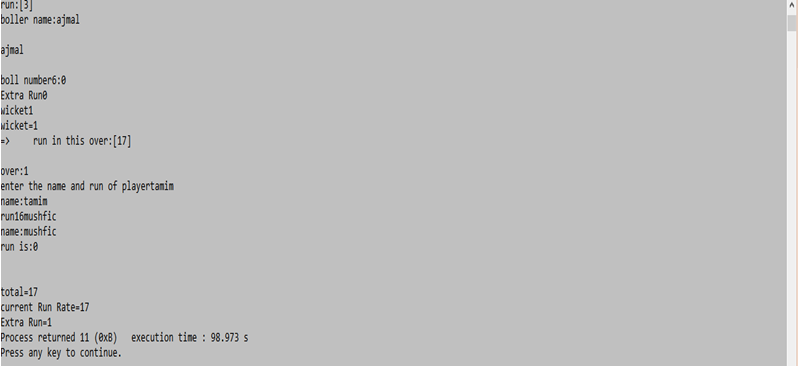 run:[3]
boller name:ajmal
ajmal
boll number6:0
Extra Run0
wicket1
wicket=1
=> run in this over:[17]
over:1
enter the name and run of playertamim
name:tamim
run16mushfic
name:mushfic
run is:0
total=17
current Run Rate=17
Extra Run=1
Process returned 11 (0xB) execution time : 98.973 s
Press any key to continue.